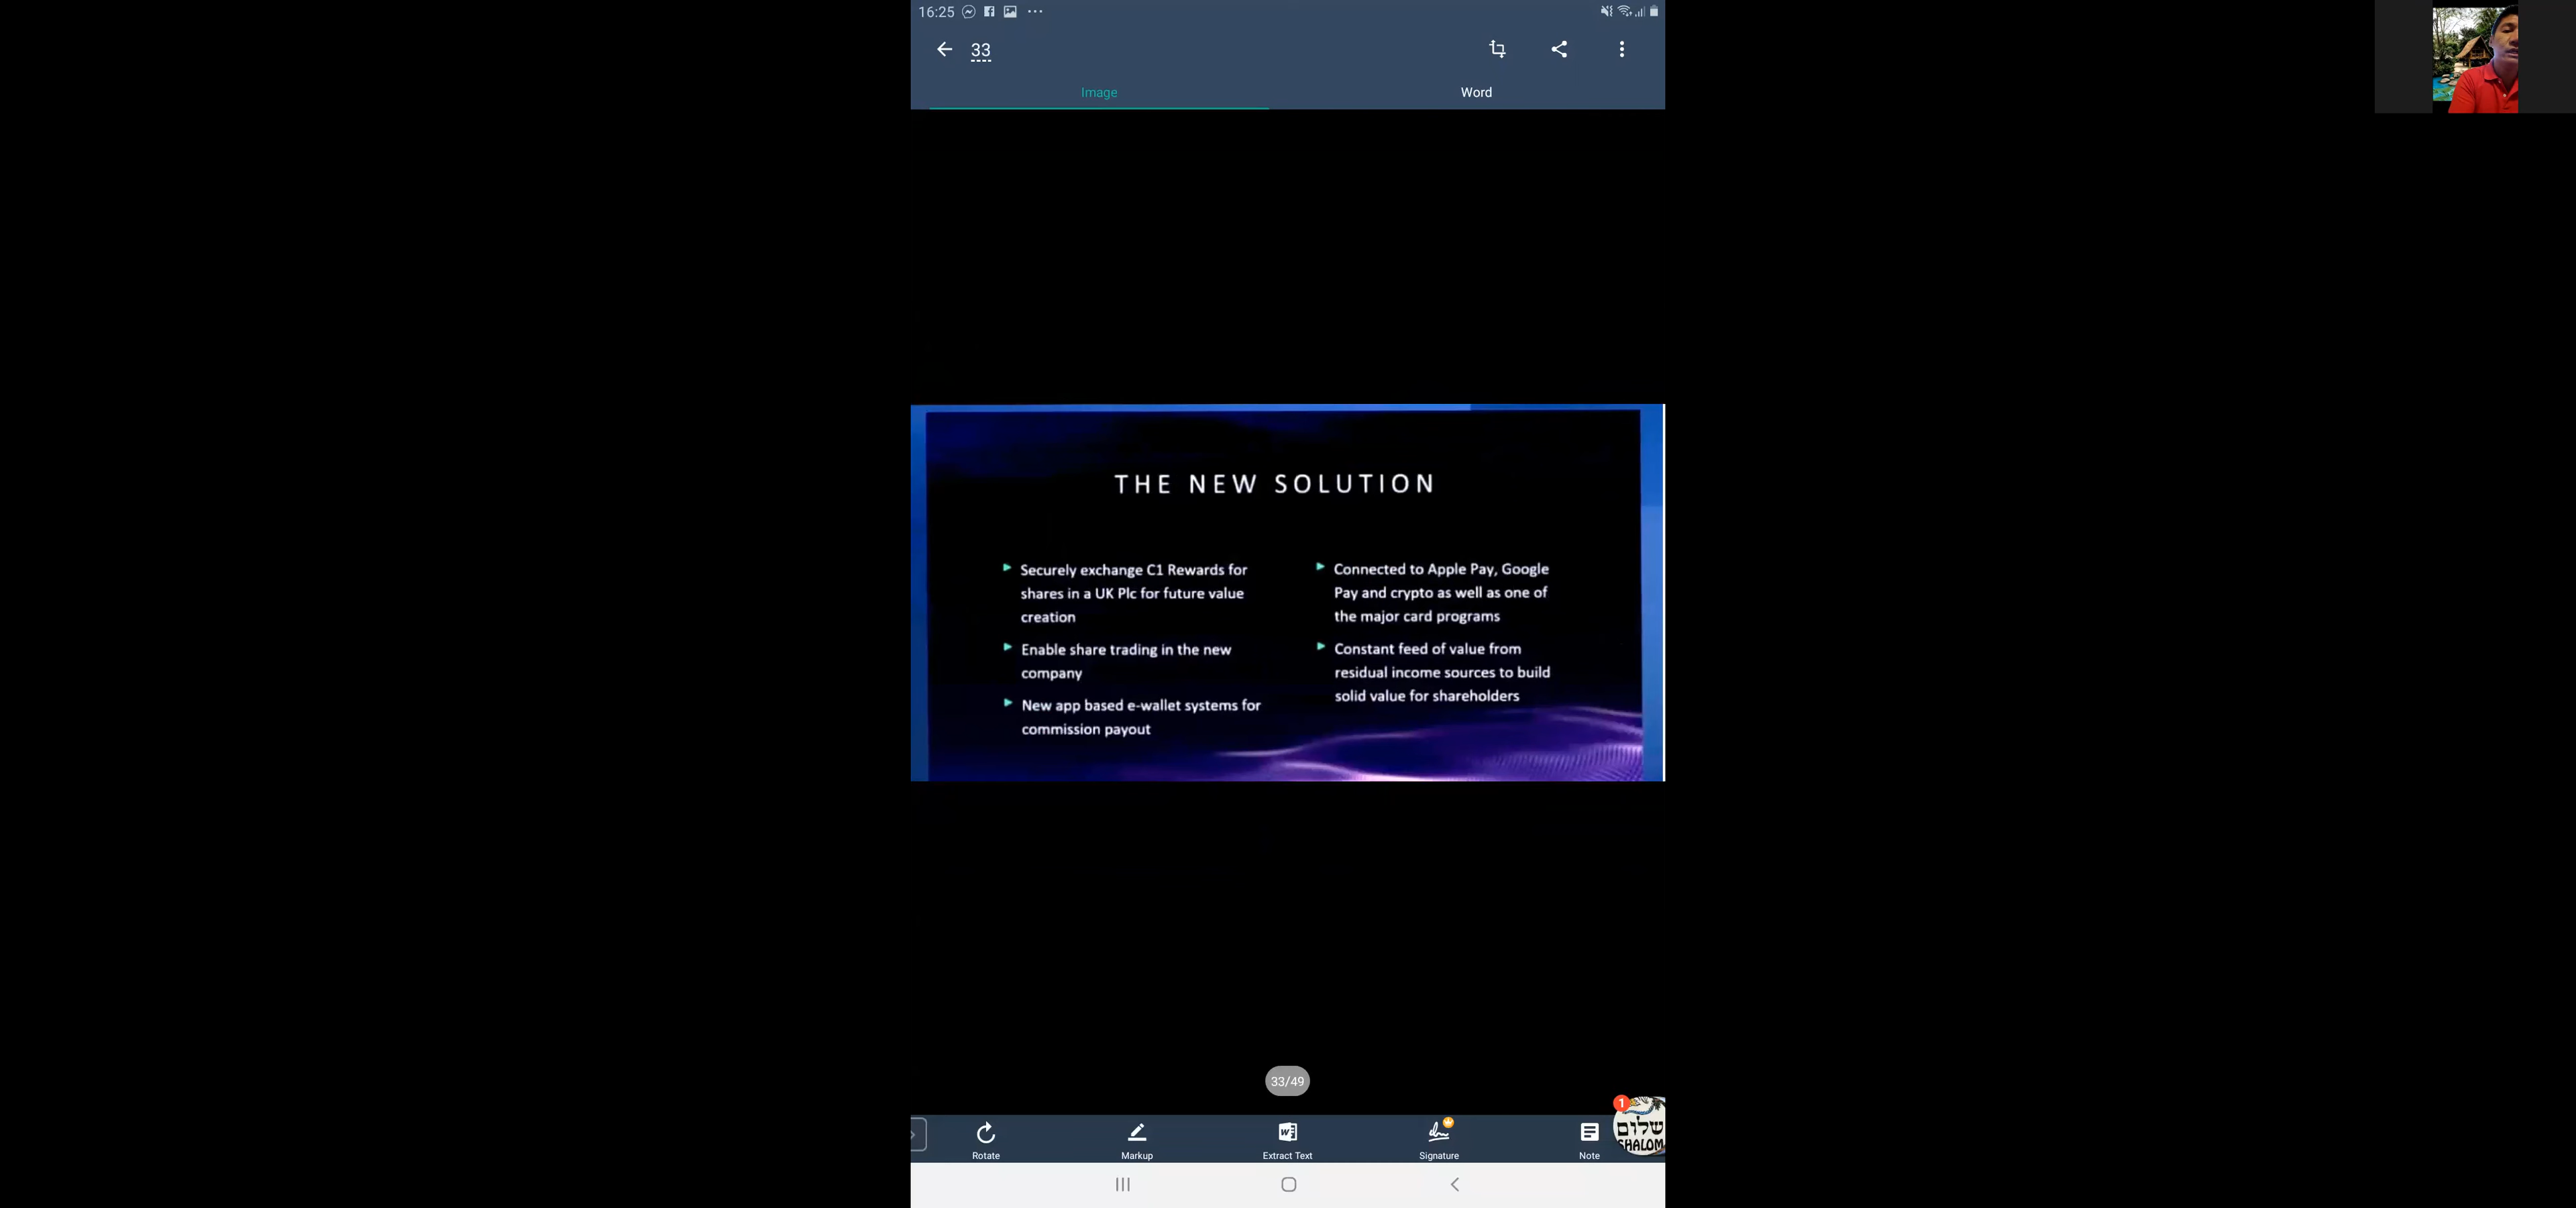 16:25
33
Image
Word
THE NEW SOLUTION
Securely exchange C1 Rewards for
shares in a UK Plc for future value
creation
Enable share trading in the new
company
New app based e-wallet systems for
commission payout
Connected to Apple Pay, Google
Pay and crypto as well as one of
the major card programs
Constant feed of value from
residual income sources to build
solid value for shareholders
33/49
1
שלום
SHALOM
Rotate
Markup
Extract Text
Signature
Note